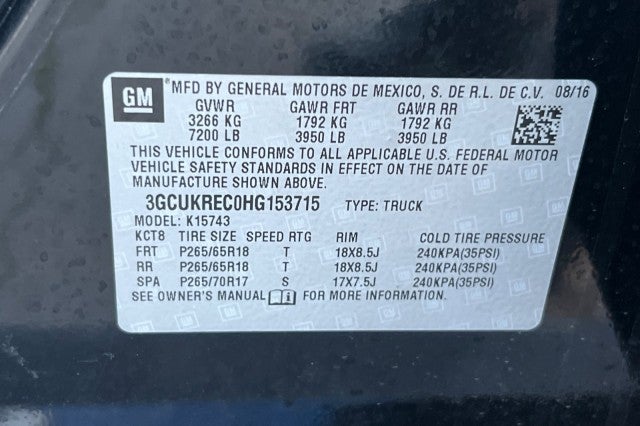 GM *MFD BY GENERAL MOTORS DE MEXICO, S. DE R.L. DE C.V. 08/16
GVWR GAWR FRT GAWR RR
3266 KG 1792 KG 1792 KG
7200 LB 3950 LB 3950 LB
THIS VEHICLE CONFORMS TO ALL APPLICABLE U.S. FEDERAL MOTOR
VEHICLE SAFETY STANDARDS IN EFFECT ON THE DATE OF
MANUFACTURE SHOWN ABOVE.
3GCUKREC0HG153715 TYPE: TRUCK
MODEL: K15743
KCT8 TIRE SIZE SPEED RTG RIM COLD TIRE PRESSURE
FRT P265/65R18 T 18X8.5J 240KPA(35PSI)
RR P265/65R18 T 18X8.5J 240KPA(35PSI)
SPA P265/70R17 S 17X7.5J 240KPA(35PSI)
SEE OWNER'S MANUAL FOR MORE INFORMATION.